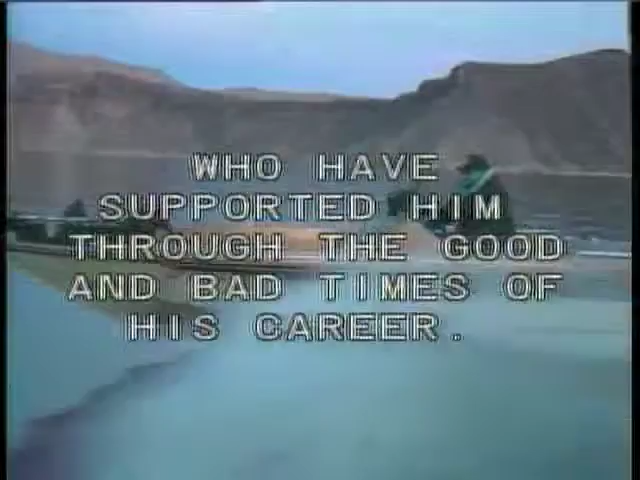 WHO HAVE
SUPPORTED HIM
THROUGH THE GOOD
AND BAD TIMES OF
HIS CAREER.